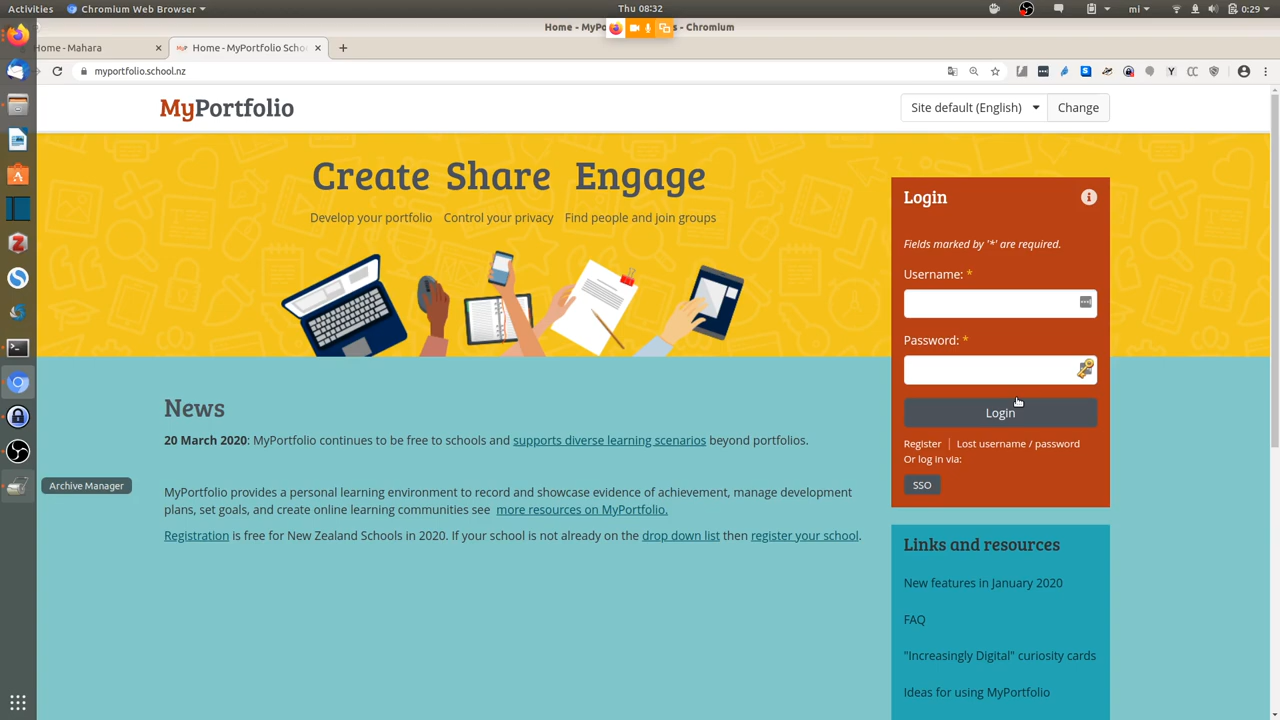 Activities
Chromium Web Browser
Thu 08:32
mi
0:29
Home - MyPo
s - Chromium
Home - Mahara
Home - MyPortfolio Schoo
myportfolio.school.nz
MyPortfolio
Site default (English)
Change
Create Share Engage
Develop your portfolio Control your privacy Find people and join groups
Login
Fields marked by '*' are required.
Username: *
Password: *
Login
Register | Lost username / password
Or log in via:
SSO
News
20 March 2020: MyPortfolio continues to be free to schools and supports diverse learning scenarios beyond portfolios.
MyPortfolio provides a personal learning environment to record and showcase evidence of achievement, manage development
plans, set goals, and create online learning communities see more resources on MyPortfolio.
Registration is free for New Zealand Schools in 2020. If your school is not already on the drop down list then register your school.
Archive Manager
Links and resources
New features in January 2020
FAQ
"Increasingly Digital" curiosity cards
Ideas for using MyPortfolio